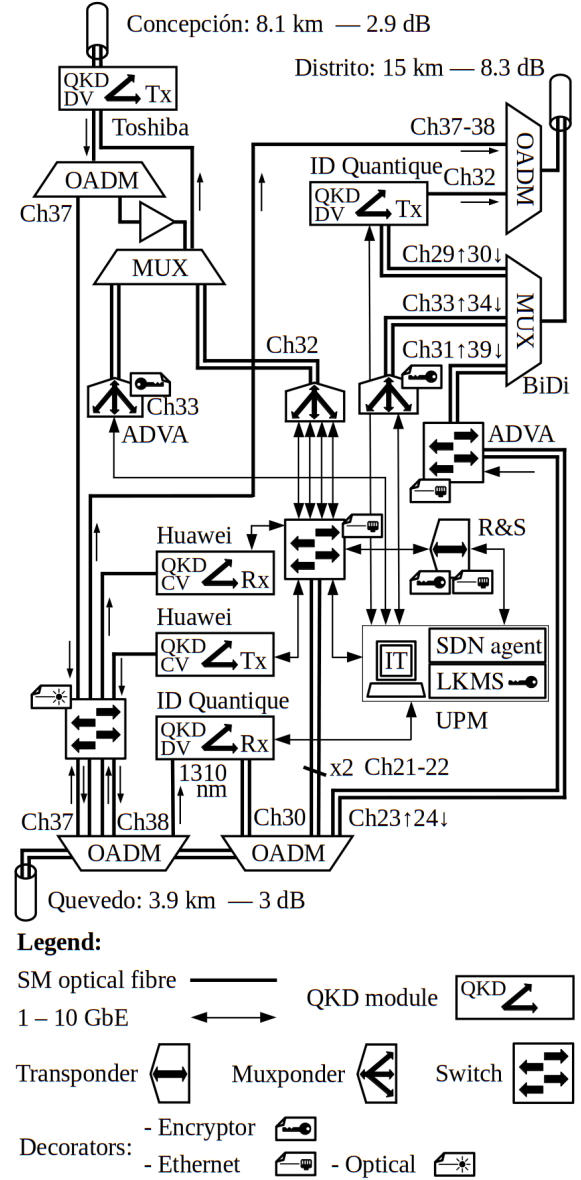 Concepción: 8.1 km — 2.9 dB
Distrito: 15 km — 8.3 dB
QKD
DV
Tx
Toshiba
Ch37-38
OADM
ID Quantique
OADM
QKD
DV
Tx
Ch32
Ch37
MUX
Ch29↑30↓
Ch33↑34↓
MUX
Ch32
Ch31↑39↓
BiDi
Ch33
ADVA
ADVA
Huawei
R&S
QKD
CV
Rx
Huawei
QKD
CV
Tx
IT
SDN agent
LKMS
UPM
ID Quantique
QKD
DV
Rx
1310
nm
x2 Ch21-22
Ch37
Ch38
Ch30
Ch23↑24↓
OADM
OADM
Quevedo: 3.9 km — 3 dB
Legend:
SM optical fibre
QKD module
QKD
1 – 10 GbE
Transponder
Muxponder
Switch
Decorators:
- Encryptor
- Ethernet
- Optical